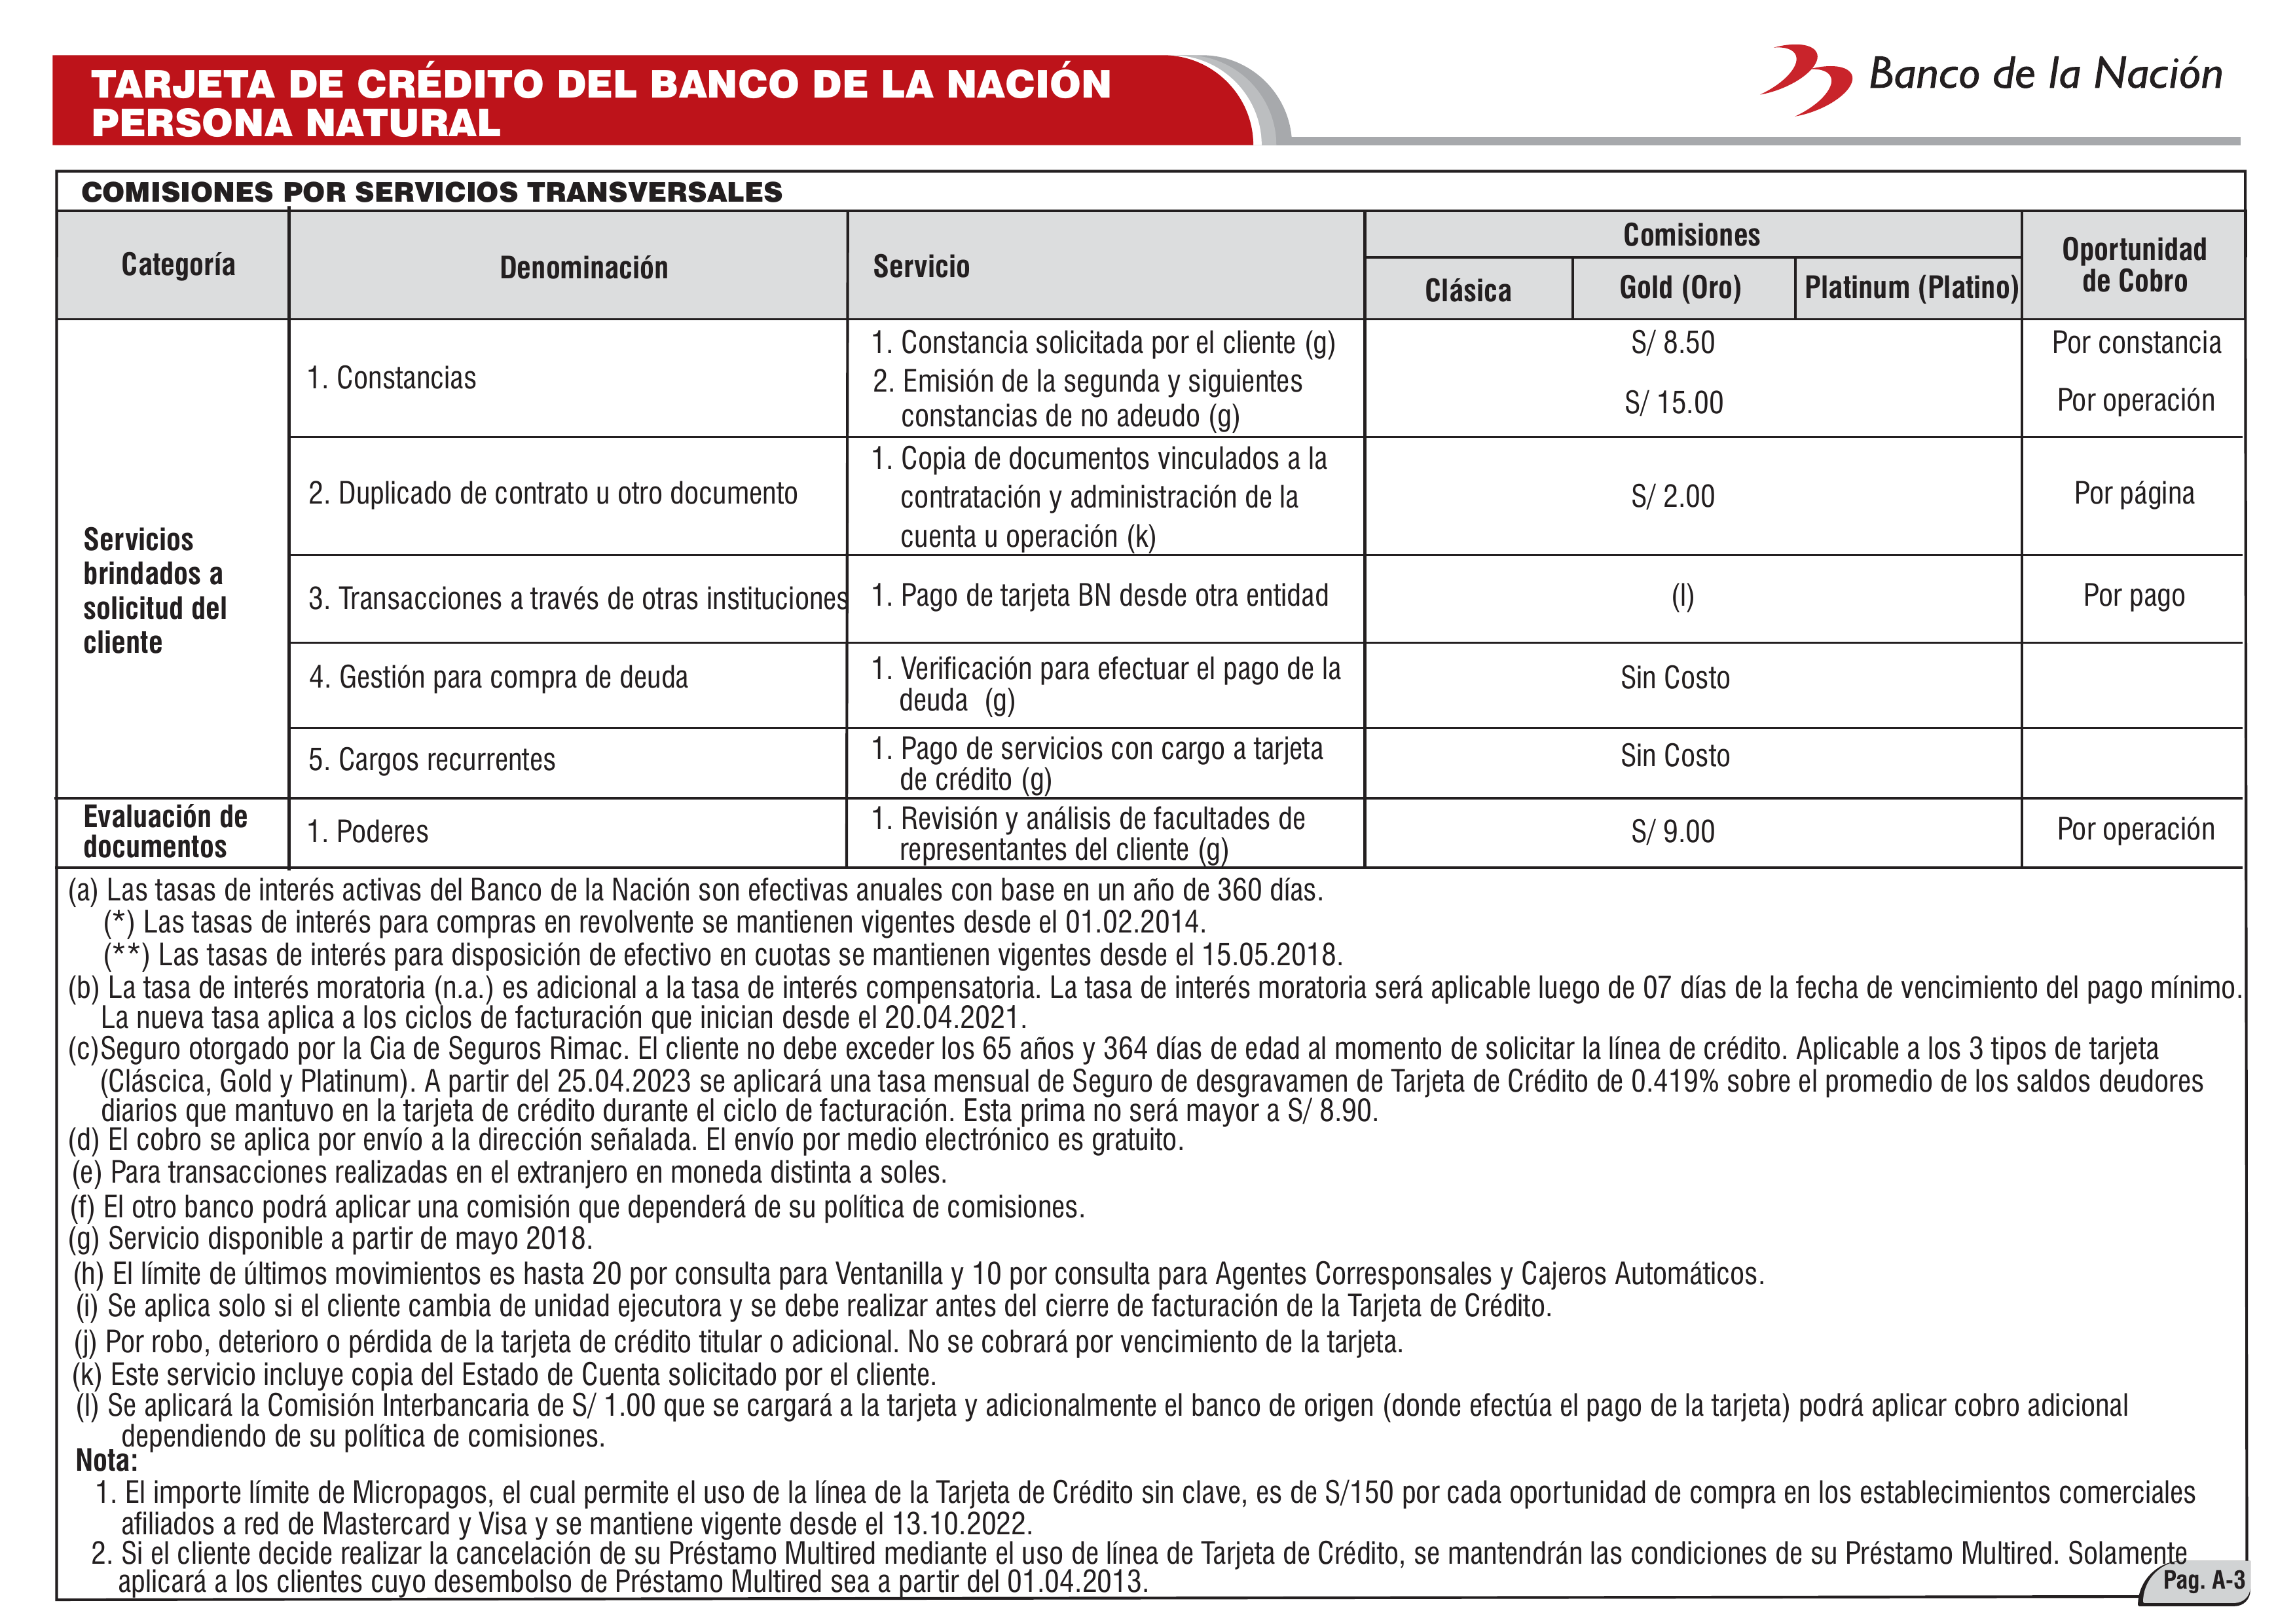 TARJETA DE CRÉDITO DEL BANCO DE LA NACIÓN
PERSONA NATURAL
Banco de la Nación
COMISIONES POR SERVICIOS TRANSVERSALES
Categoría
Denominación
Servicio
Comisiones
Clásica
Gold (Oro)
Platinum (Platino)
Oportunidad
de Cobro
Servicios
brindados a
solicitud del
cliente
1. Constancias
1. Constancia solicitada por el cliente (g)
S/ 8.50
Por constancia
2. Emisión de la segunda y siguientes
constancias de no adeudo (g)
S/ 15.00
Por operación
2. Duplicado de contrato u otro documento
1. Copia de documentos vinculados a la
contratación y administración de la
cuenta u operación (k)
S/ 2.00
Por página
3. Transacciones a través de otras instituciones
1. Pago de tarjeta BN desde otra entidad
(l)
Por pago
4. Gestión para compra de deuda
1. Verificación para efectuar el pago de la
deuda (g)
Sin Costo
5. Cargos recurrentes
1. Pago de servicios con cargo a tarjeta
de crédito (g)
Sin Costo
Evaluación de
documentos
1. Poderes
1. Revisión y análisis de facultades de
representantes del cliente (g)
S/ 9.00
Por operación
(a) Las tasas de interés activas del Banco de la Nación son efectivas anuales con base en un año de 360 días.
(*) Las tasas de interés para compras en revolvente se mantienen vigentes desde el 01.02.2014.
(**) Las tasas de interés para disposición de efectivo en cuotas se mantienen vigentes desde el 15.05.2018.
(b) La tasa de interés moratoria (n.a.) es adicional a la tasa de interés compensatoria. La tasa de interés moratoria será aplicable luego de 07 días de la fecha de vencimiento del pago mínimo.
La nueva tasa aplica a los ciclos de facturación que inician desde el 20.04.2021.
(c)Seguro otorgado por la Cia de Seguros Rimac. El cliente no debe exceder los 65 años y 364 días de edad al momento de solicitar la línea de crédito. Aplicable a los 3 tipos de tarjeta
(Cláscica, Gold y Platinum). A partir del 25.04.2023 se aplicará una tasa mensual de Seguro de desgravamen de Tarjeta de Crédito de 0.419% sobre el promedio de los saldos deudores
diarios que mantuvo en la tarjeta de crédito durante el ciclo de facturación. Esta prima no será mayor a S/ 8.90.
(d) El cobro se aplica por envío a la dirección señalada. El envío por medio electrónico es gratuito.
(e) Para transacciones realizadas en el extranjero en moneda distinta a soles.
(f) El otro banco podrá aplicar una comisión que dependerá de su política de comisiones.
(g) Servicio disponible a partir de mayo 2018.
(h) El límite de últimos movimientos es hasta 20 por consulta para Ventanilla y 10 por consulta para Agentes Corresponsales y Cajeros Automáticos.
(i) Se aplica solo si el cliente cambia de unidad ejecutora y se debe realizar antes del cierre de facturación de la Tarjeta de Crédito.
(j) Por robo, deterioro o pérdida de la tarjeta de crédito titular o adicional. No se cobrará por vencimiento de la tarjeta.
(k) Este servicio incluye copia del Estado de Cuenta solicitado por el cliente.
(l) Se aplicará la Comisión Interbancaria de S/ 1.00 que se cargará a la tarjeta y adicionalmente el banco de origen (donde efectúa el pago de la tarjeta) podrá aplicar cobro adicional
dependiendo de su política de comisiones.
Nota:
1. El importe límite de Micropagos, el cual permite el uso de la línea de la Tarjeta de Crédito sin clave, es de S/150 por cada oportunidad de compra en los establecimientos comerciales
afiliados a red de Mastercard y Visa y se mantiene vigente desde el 13.10.2022.
2. Si el cliente decide realizar la cancelación de su Préstamo Multired mediante el uso de línea de Tarjeta de Crédito, se mantendrán las condiciones de su Préstamo Multired. Solamente
aplicará a los clientes cuyo desembolso de Préstamo Multired sea a partir del 01.04.2013.
Pag. A-3